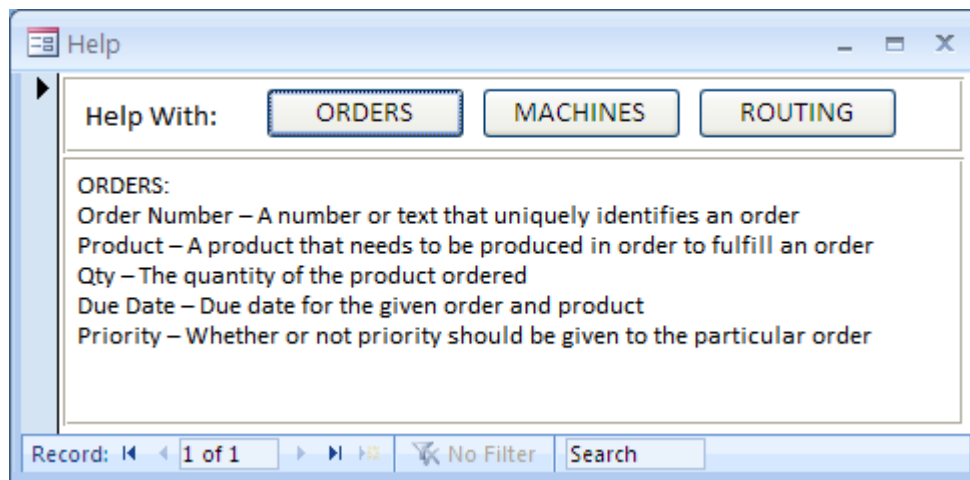 Help
Help With: ORDERS MACHINES ROUTING
ORDERS:
Order Number – A number or text that uniquely identifies an order
Product – A product that needs to be produced in order to fulfill an order
Qty – The quantity of the product ordered
Due Date – Due date for the given order and product
Priority – Whether or not priority should be given to the particular order
Record: 1 of 1 No Filter Search